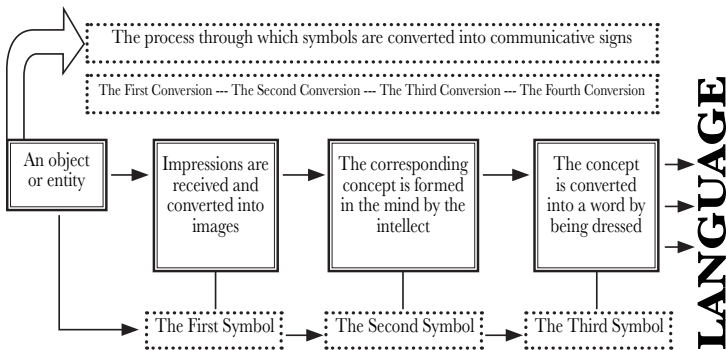 The process through which symbols are converted into communicative signs
The First Conversion --- The Second Conversion --- The Third Conversion --- The Fourth Conversion
An object
or entity
Impressions are
received and
converted into
images
The corresponding
concept is formed
in the mind by the
intellect
The concept
is converted
into a word by
being dressed
LANGUAGE
The First Symbol
The Second Symbol
The Third Symbol